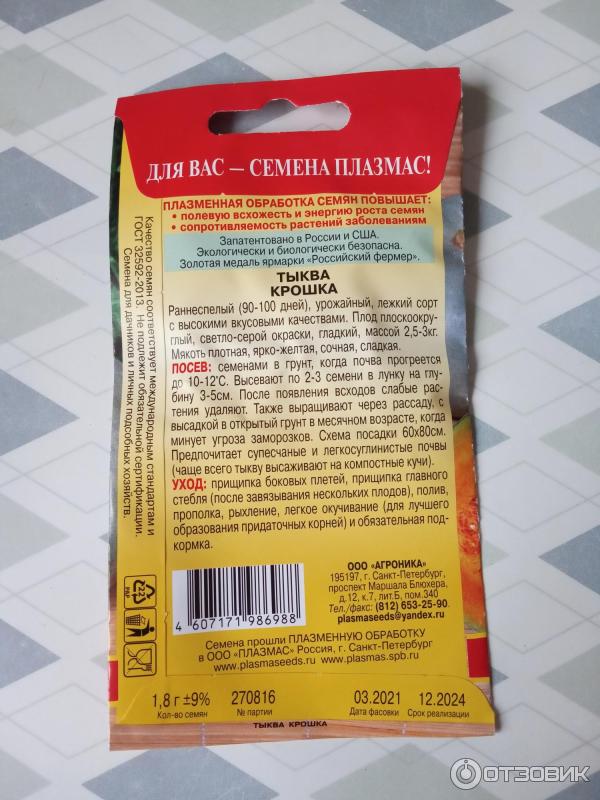 ДЛЯ ВАС — СЕМЕНА ПЛАЗМАС!
ПЛАЗМЕННАЯ ОБРАБОТКА СЕМЯН ПОВЫШАЕТ:
• полевую всхожесть и энергию роста семян
• сопротивляемость растений заболеваниям
Запатентовано в России и США.
Экологически и биологически безопасна.
Золотая медаль ярмарки «Российский фермер».
ТЫКВА
КРОШКА
Раннеспелый (90-100 дней), урожайный, лежкий сорт
с высокими вкусовыми качествами. Плод плоскоокру-
глый, светло-серой окраски, гладкий, массой 2,5-3кг.
Мякоть плотная, ярко-желтая, сочная, сладкая.
ПОСЕВ: семенами в грунт, когда почва прогреется
до 10-12°С. Высевают по 2-3 семени в лунку на глу-
бину 3-5см. После появления всходов слабые рас-
тения удаляют. Также выращивают через рассаду, с
высадкой в открытый грунт в месячном возрасте, когда
минует угроза заморозков. Схема посадки 60х80см.
Предпочитает супесчаные и легкосуглинистые почвы
(чаще всего тыкву высаживают на компостные кучи).
УХОД: прищипка боковых плетей, прищипка главного
стебля (после завязывания нескольких плодов), полив,
прополка, рыхление, легкое окучивание (для лучшего
образования придаточных корней) и обязательная под-
кормка.
Качество семян соответствует международным стандартам и
ГОСТ 32592-2013. Не подлежит обязательной сертификации.
Семена для дачников и личных подсобных хозяйств.
ООО "АГРОНИКА"
195197, г. Санкт-Петербург,
проспект Маршала Блюхера,
д.12, к.7, лит.Б, пом.340
Тел./факс: (812) 653-25-90
plasmaseeds@yandex.ru
4 607171 986988
Семена прошли ПЛАЗМЕННУЮ ОБРАБОТКУ
в ООО «ПЛАЗМАС» Россия, г. Санкт-Петербург
www.plasmaseeds.ru www.plasmas.spb.ru
1,8 г ±9% 270816 03.2021 12.2024
Кол-во семян № партии Дата фасовки Срок реализации
ТЫКВА КРОШКА
ОТЗОВИК